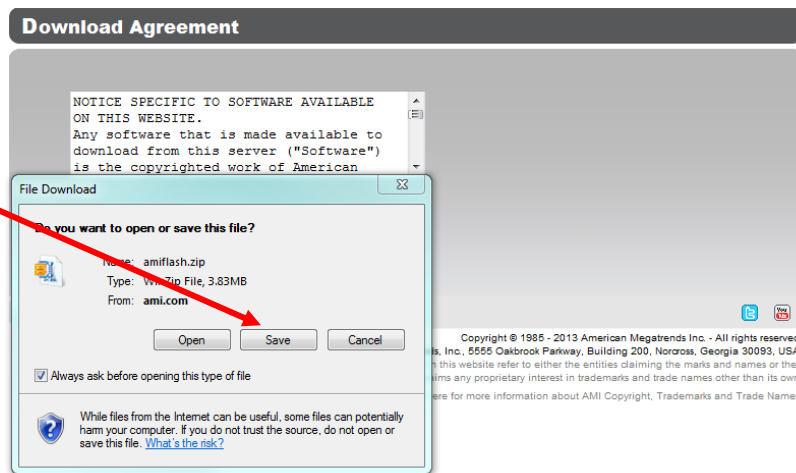 Download Agreement
NOTICE SPECIFIC TO SOFTWARE AVAILABLE
ON THIS WEBSITE.
Any software that is made available to
download from this server ("Software")
is the copyrighted work of American
File Download
Do you want to open or save this file?
Name: amiflash.zip
Type: WinZip File, 3.83MB
From: ami.com
Open Save Cancel
Always ask before opening this type of file
While files from the Internet can be useful, some files can potentially
harm your computer. If you do not trust the source, do not open or
save this file. What's the risk?
You
Copyright © 1985 - 2013 American Megatrends Inc. - All rights reserved
ls, Inc., 5555 Oakbrook Parkway, Building 200, Norcross, Georgia 30093, USA
this website refer to either the entities claiming the marks and names or the
ims any proprietary interest in trademarks and trade names other than its own
ere for more information about AMI Copyright, Trademarks and Trade Name